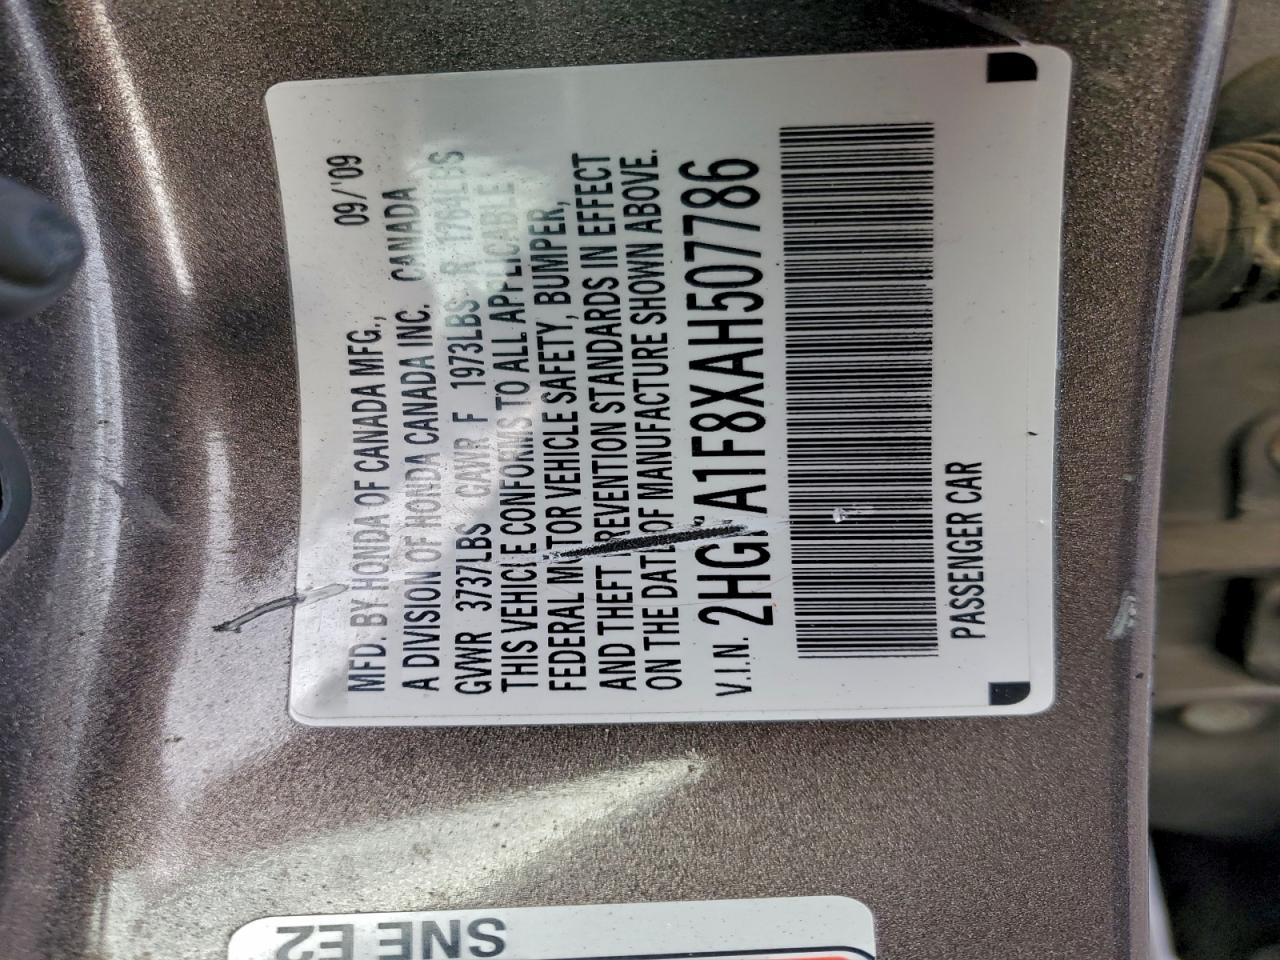 MFD. BY HONDA OF CANADA MFG., 09/'09
A DIVISION OF HONDA CANADA INC. CANADA
GVWR 3737LBS GAWR F 1973LBS R 1764LBS
THIS VEHICLE CONFORMS TO ALL APPLICABLE
FEDERAL MOTOR VEHICLE SAFETY, BUMPER,
AND THEFT PREVENTION STANDARDS IN EFFECT
ON THE DATE OF MANUFACTURE SHOWN ABOVE.
V.I.N. 2HGFA1F8XAH507786
PASSENGER CAR
SNE E2